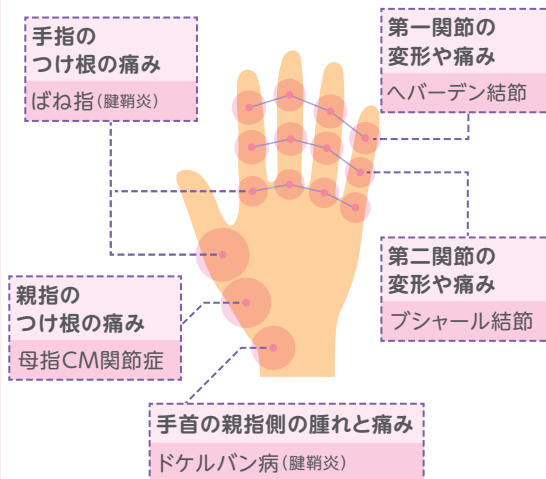 手指の
つけ根の痛み
ばね指(腱鞘炎)
第一関節の
変形や痛み
ヘバーデン結節
第二関節の
変形や痛み
ブシャール結節
親指の
つけ根の痛み
母指CM関節症
手首の親指側の腫れと痛み
ドケルバン病(腱鞘炎)